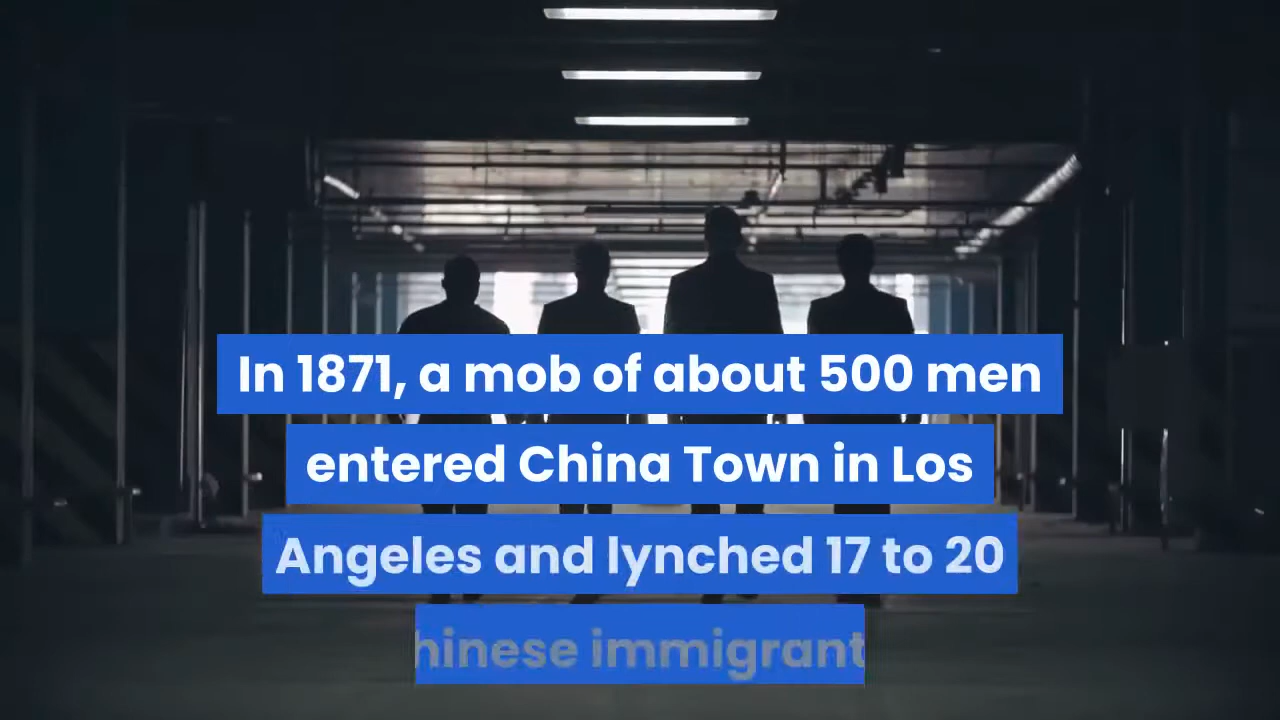 In 1871, a mob of about 500 men
entered China Town in Los
Angeles and lynched 17 to 20
hinese immigrant